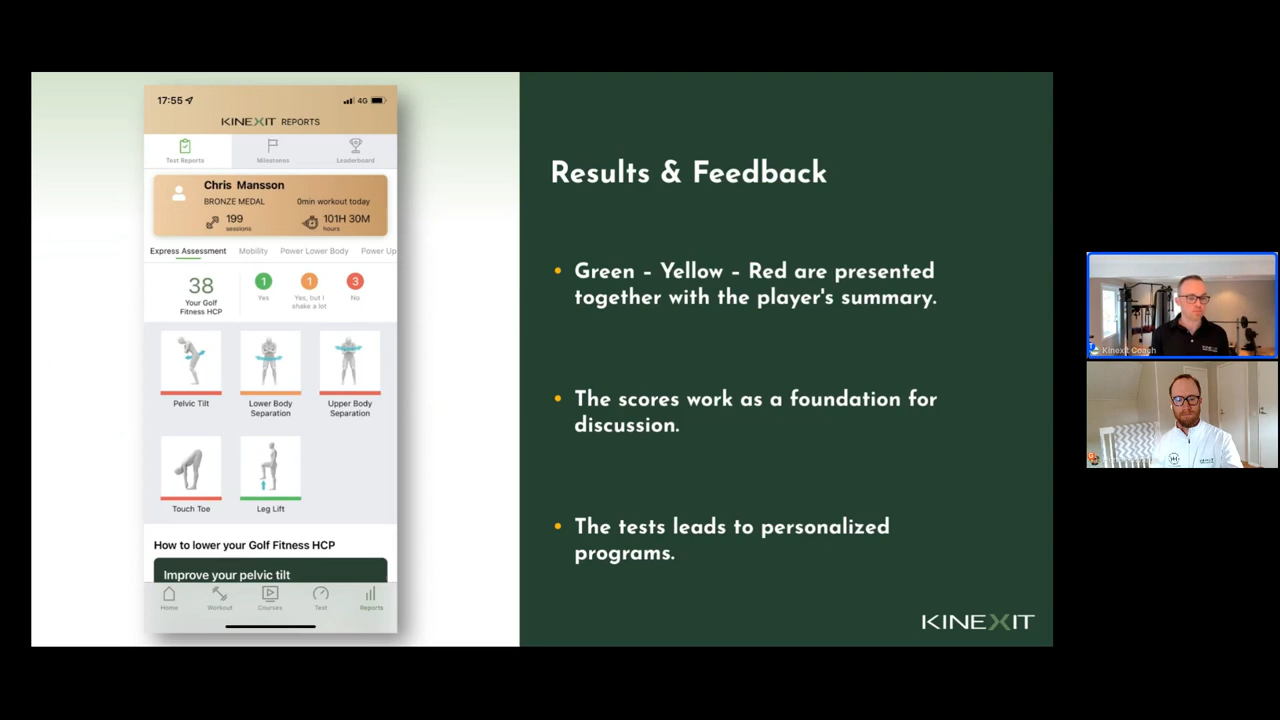 17:55
4G
KINEXIT REPORTS
Test Reports
Milestones
Leaderboard
Chris Mansson
BRONZE MEDAL
0min workout today
199
sessions
101H 30M
hours
Express Assessment
Mobility
Power Lower Body
Power Up
38
Your Golf
Fitness HCP
1
Yes
1
Yes, but I
shake a lot
3
No
Pelvic Tilt
Lower Body
Separation
Upper Body
Separation
Touch Toe
Leg Lift
How to lower your Golf Fitness HCP
Improve your pelvic tilt
Home
Workout
Courses
Test
Reports
Results & Feedback
• Green – Yellow – Red are presented
together with the player's summary.
• The scores work as a foundation for
discussion.
• The tests leads to personalized
programs.
KINEXIT
Kinexit Coach